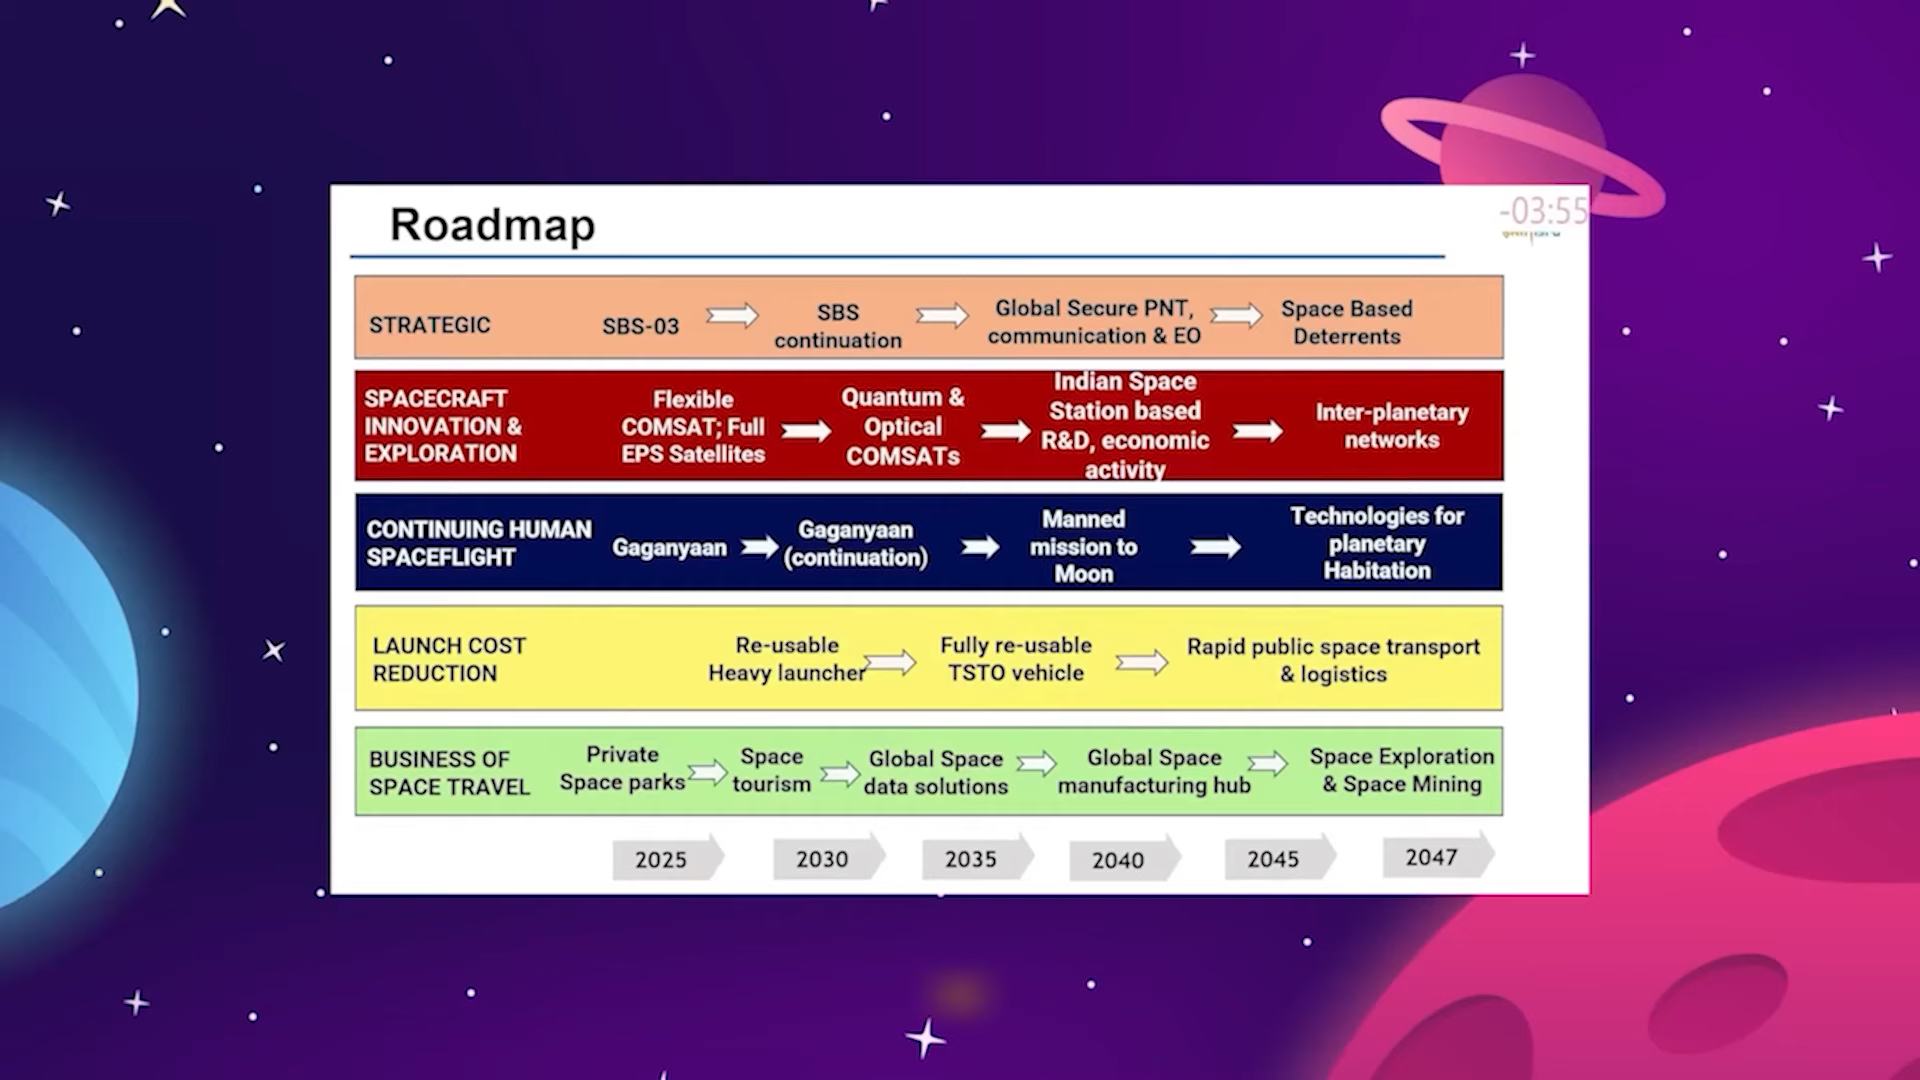 Roadmap
-03:55
STRATEGIC
SBS-03
SBS
continuation
Global Secure PNT,
communication & EO
Space Based
Deterrents
SPACECRAFT
INNOVATION &
EXPLORATION
Flexible
COMSAT; Full
EPS Satellites
Quantum &
Optical
COMSATs
Indian Space
Station based
R&D, economic
activity
Inter-planetary
networks
CONTINUING HUMAN
SPACEFLIGHT
Gaganyaan
Gaganyaan
(continuation)
Manned
mission to
Moon
Technologies for
planetary
Habitation
LAUNCH COST
REDUCTION
Re-usable
Heavy launcher
Fully re-usable
TSTO vehicle
Rapid public space transport
& logistics
BUSINESS OF
SPACE TRAVEL
Private
Space parks
Space
tourism
Global Space
data solutions
Global Space
manufacturing hub
Space Exploration
& Space Mining
2025
2030
2035
2040
2045
2047